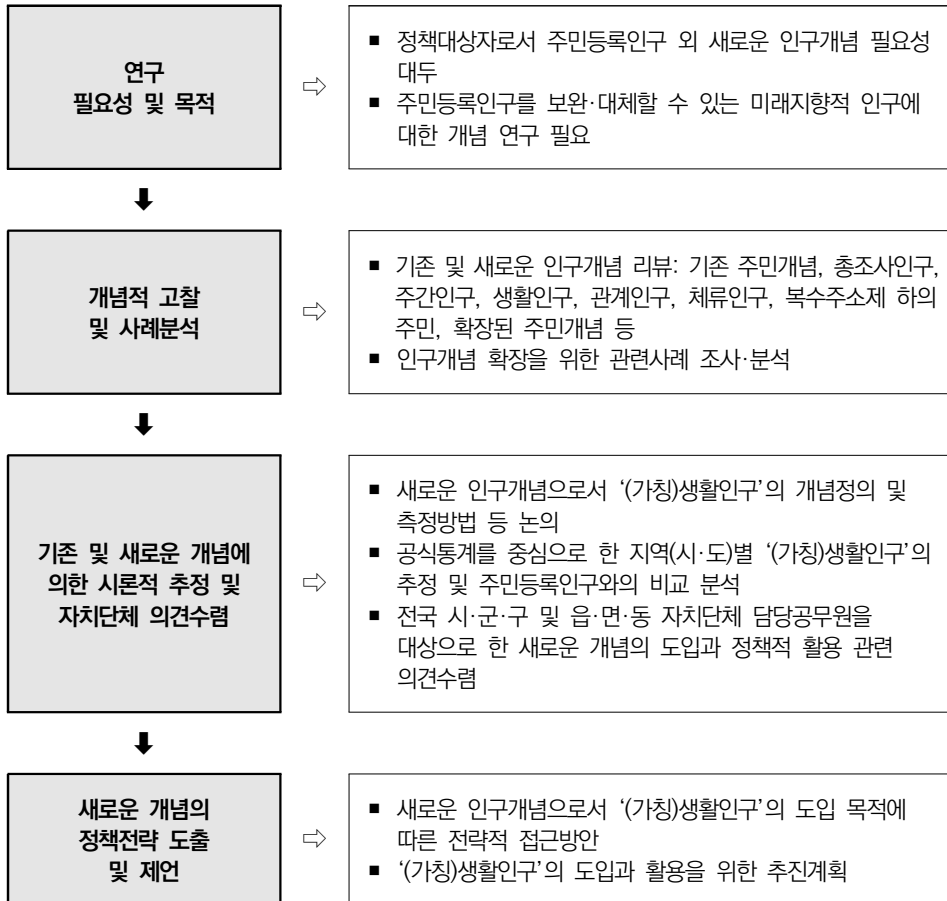 연구
필요성 및 목적
⇨
■ 정책대상자로서 주민등록인구 외 새로운 인구개념 필요성
대두
■ 주민등록인구를 보완·대체할 수 있는 미래지향적 인구에
대한 개념 연구 필요
개념적 고찰
및 사례분석
⇨
■ 기존 및 새로운 인구개념 리뷰: 기존 주민개념, 총조사인구,
주간인구, 생활인구, 관계인구, 체류인구, 복수주소제 하의
주민, 확장된 주민개념 등
■ 인구개념 확장을 위한 관련사례 조사·분석
기존 및 새로운 개념에
의한 시론적 추정 및
자치단체 의견수렴
⇨
■ 새로운 인구개념으로서 ‘(가칭)생활인구’의 개념정의 및
측정방법 등 논의
■ 공식통계를 중심으로 한 지역(시·도)별 ‘(가칭)생활인구’의
추정 및 주민등록인구와의 비교 분석
■ 전국 시·군·구 및 읍·면·동 자치단체 담당공무원을
대상으로 한 새로운 개념의 도입과 정책적 활용 관련
의견수렴
새로운 개념의
정책전략 도출
및 제언
⇨
■ 새로운 인구개념으로서 ‘(가칭)생활인구’의 도입 목적에
따른 전략적 접근방안
■ ‘(가칭)생활인구’의 도입과 활용을 위한 추진계획